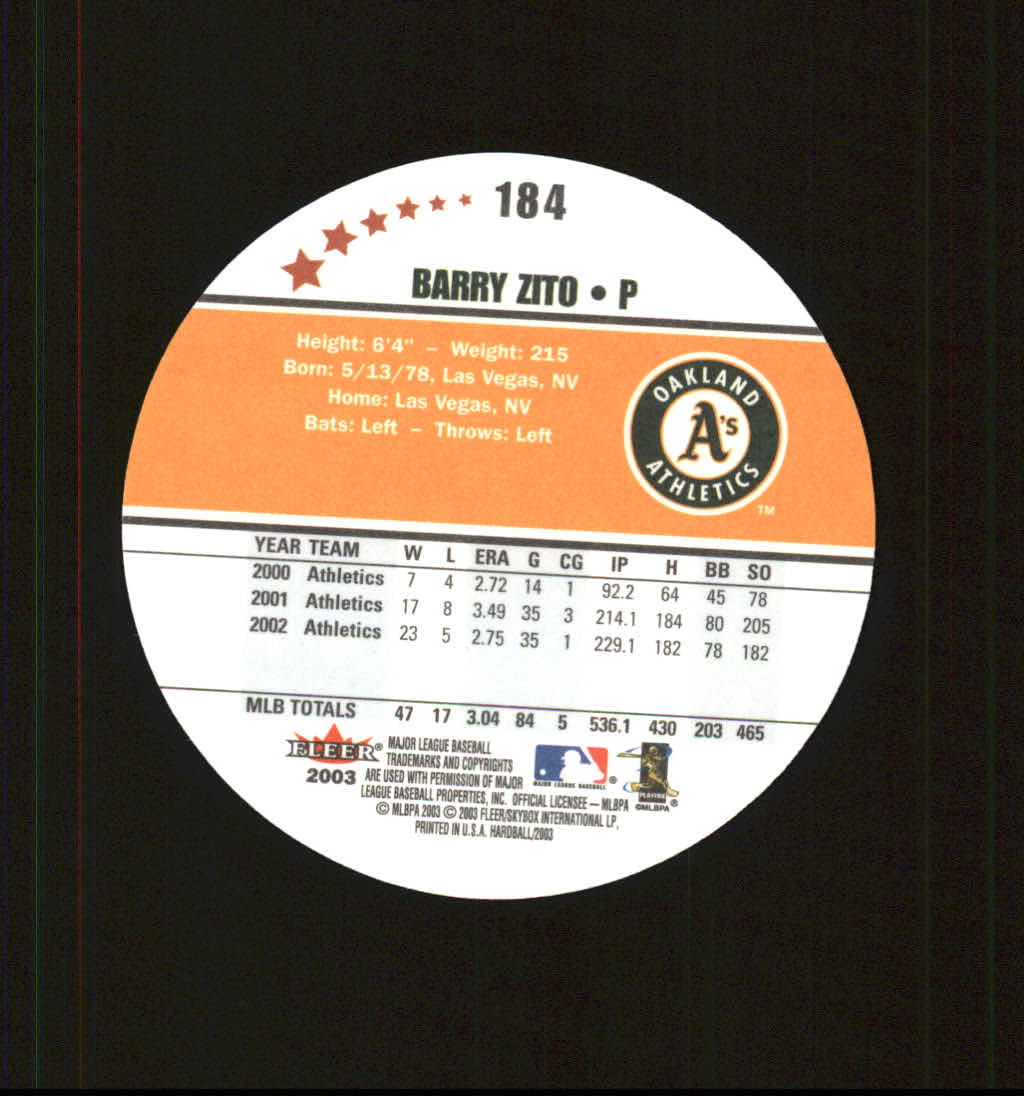 184
BARRY ZITO • P
Height: 6'4" – Weight: 215
Born: 5/13/78, Las Vegas, NV
Home: Las Vegas, NV
Bats: Left – Throws: Left
OAKLAND
A's
ATHLETICS
TM
YEAR TEAM W L ERA G CG IP H BB SO
2000 Athletics 7 4 2.72 14 1 92.2 64 45 78
2001 Athletics 17 8 3.49 35 3 214.1 184 80 205
2002 Athletics 23 5 2.75 35 1 229.1 182 78 182
MLB TOTALS 47 17 3.04 84 5 536.1 430 203 465
FLEER®
2003
MAJOR LEAGUE BASEBALL
TRADEMARKS AND COPYRIGHTS
ARE USED WITH PERMISSION OF MAJOR
LEAGUE BASEBALL PROPERTIES, INC. OFFICIAL LICENSEE – MLBPA
© MLBPA 2003 © 2003 FLEER/SKYBOX INTERNATIONAL LP,
PRINTED IN U.S.A. HARDBALL/2003
MAJOR LEAGUE BASEBALL ®
PLAYERS
©MLBPA ®